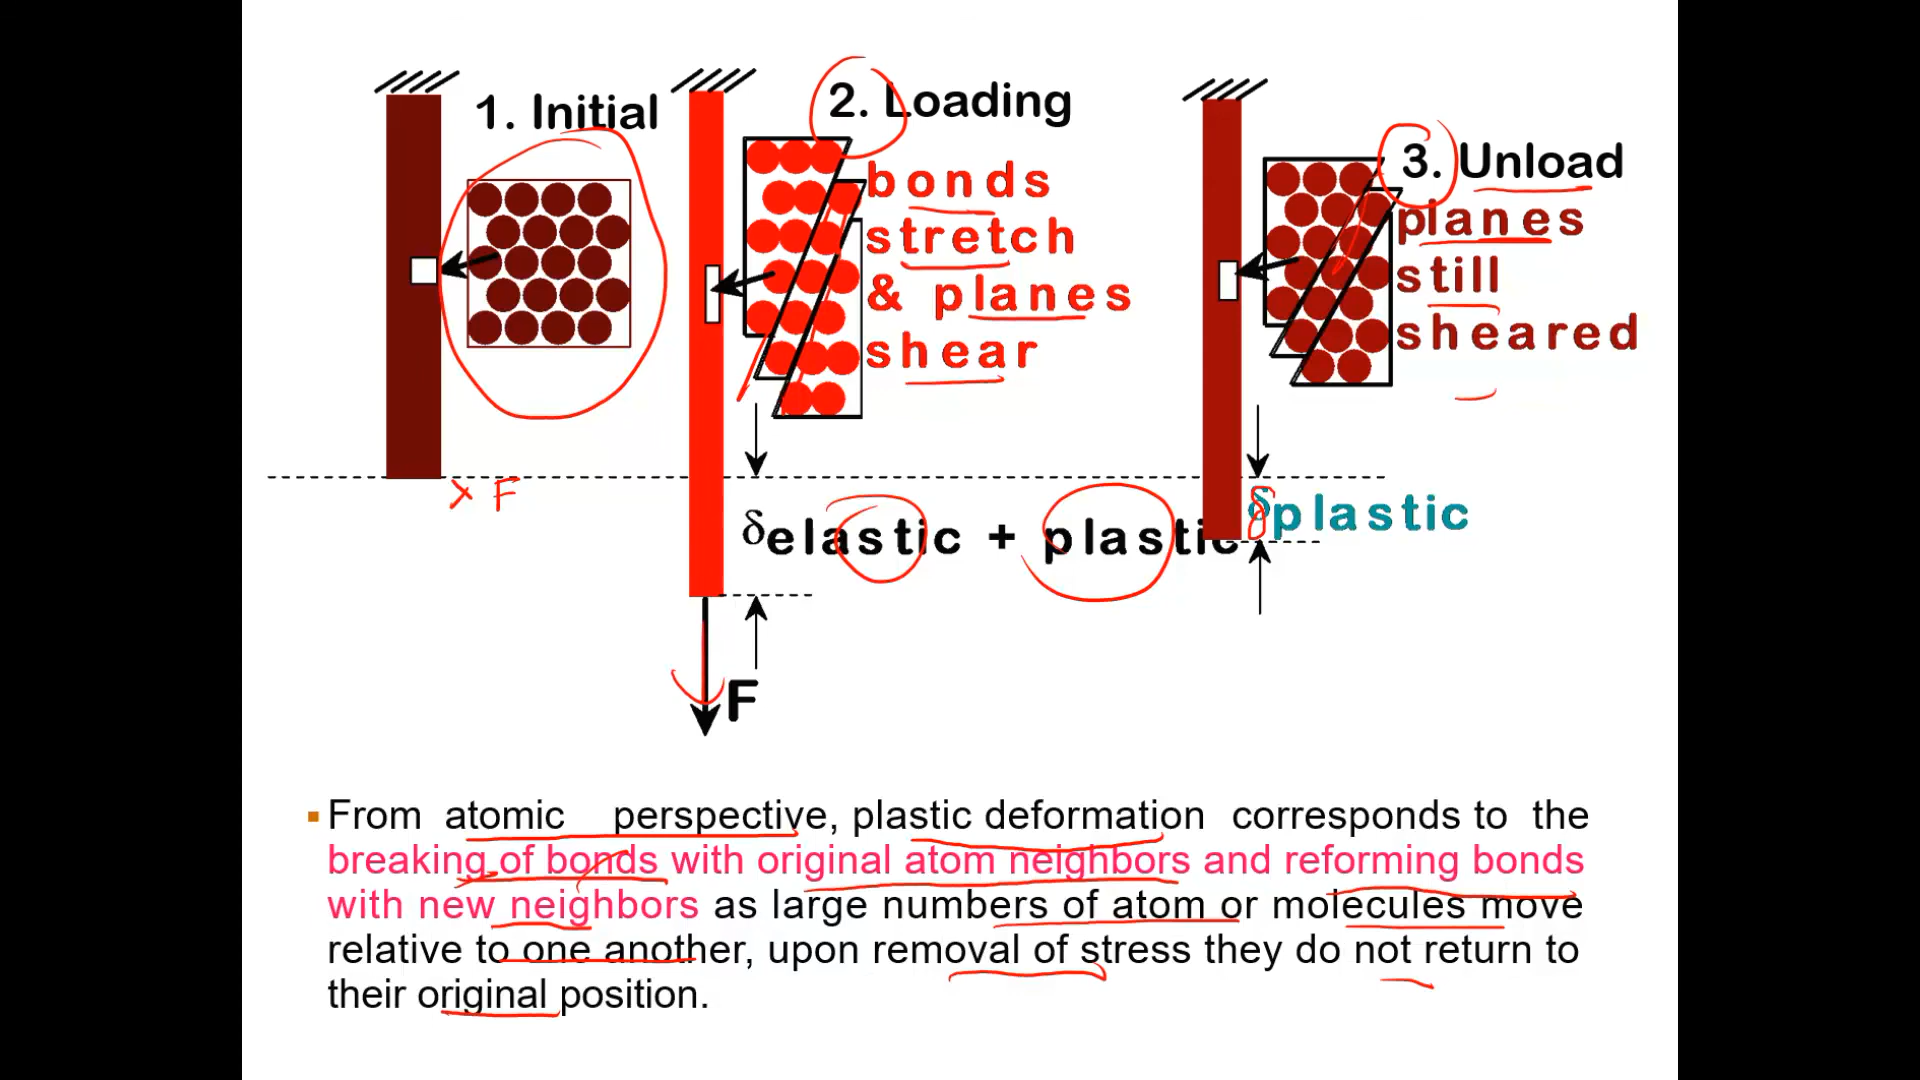 1. Initial
2. Loading
bonds
stretch
& planes
shear
3. Unload
planes
still
sheared
x F
δelastic + plastic
δplastic
F
▪ From atomic perspective, plastic deformation corresponds to the
breaking of bonds with original atom neighbors and reforming bonds
with new neighbors as large numbers of atom or molecules move
relative to one another, upon removal of stress they do not return to
their original position.